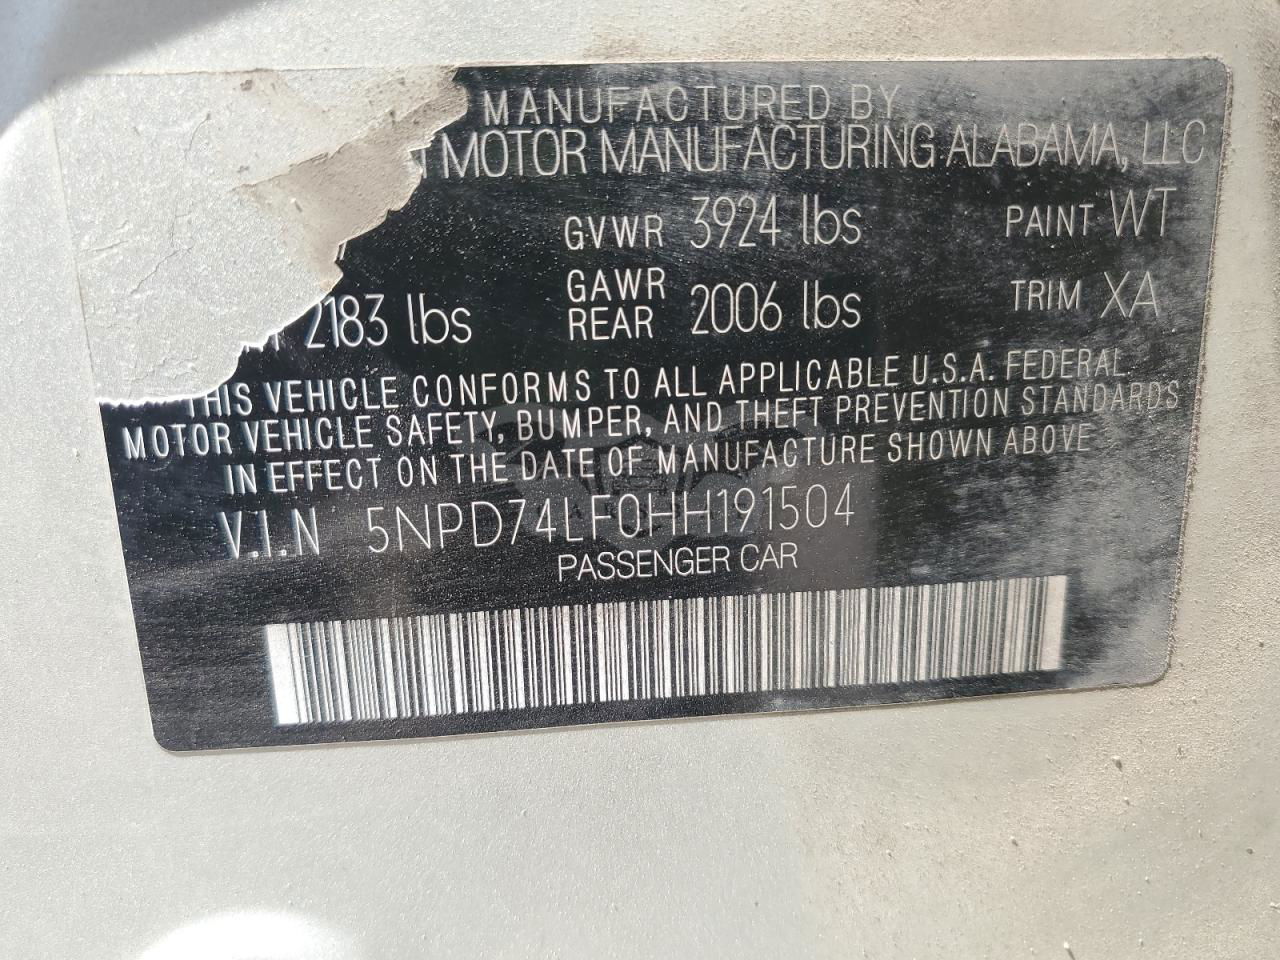 MANUFACTURED BY
MOTOR MANUFACTURING ALABAMA, LLC
GVWR 3924 lbs PAINT WT
2183 lbs GAWR REAR 2006 lbs TRIM XA
THIS VEHICLE CONFORMS TO ALL APPLICABLE U.S.A. FEDERAL
MOTOR VEHICLE SAFETY, BUMPER, AND THEFT PREVENTION STANDARDS
IN EFFECT ON THE DATE OF MANUFACTURE SHOWN ABOVE
V.I.N 5NPD74LF0HH191504
PASSENGER CAR